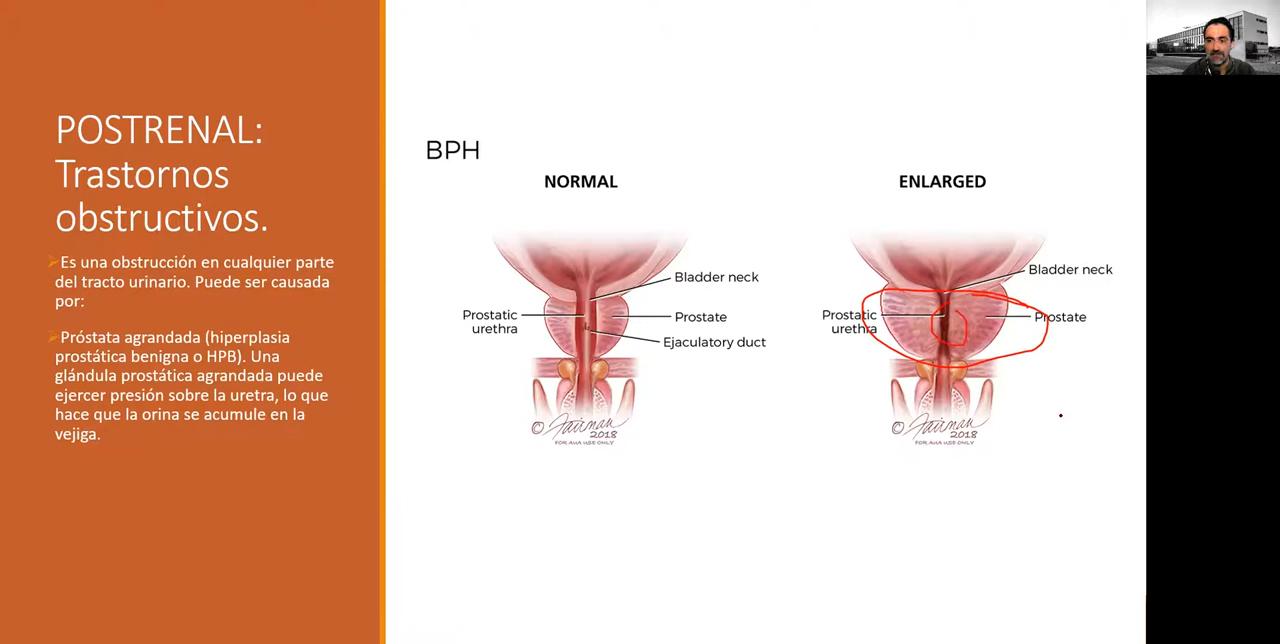 POSTRENAL:
Trastornos
obstructivos.
➢Es una obstrucción en cualquier parte
del tracto urinario. Puede ser causada
por:
➢Próstata agrandada (hiperplasia
prostática benigna o HPB). Una
glándula prostática agrandada puede
ejercer presión sobre la uretra, lo que
hace que la orina se acumule en la
vejiga.
BPH
NORMAL
Bladder neck
Prostatic
urethra
Prostate
Ejaculatory duct
© Fairman
2018
FOR AUA USE ONLY
ENLARGED
Bladder neck
Prostatic
urethra
Prostate
© Fairman
2018
FOR AUA USE ONLY